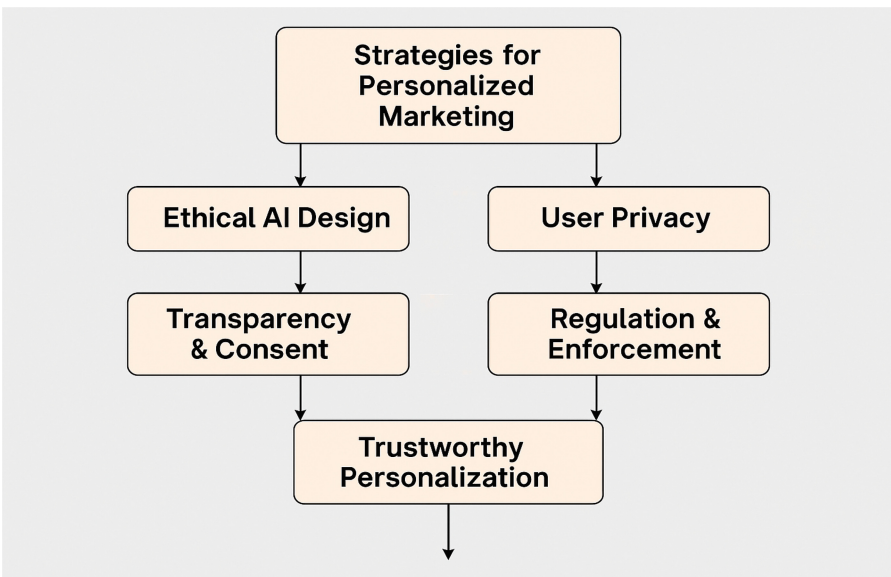 Strategies for
Personalized
Marketing
Ethical AI Design
User Privacy
Transparency
& Consent
Regulation &
Enforcement
Trustworthy
Personalization